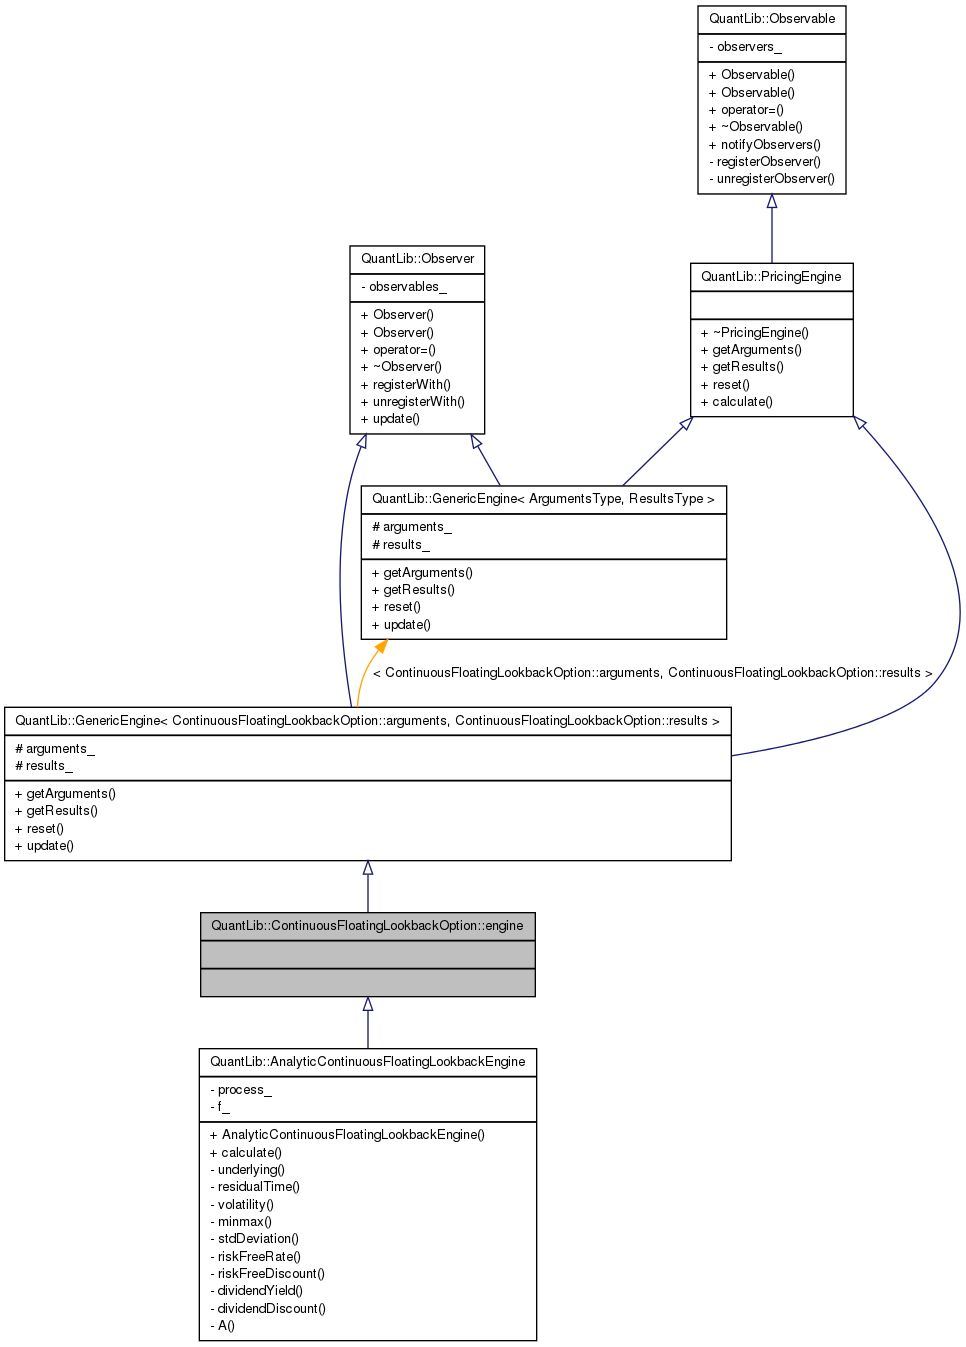 QuantLib::Observable
- observers_
+ Observable()
+ Observable()
+ operator=()
+ ~Observable()
+ notifyObservers()
- registerObserver()
- unregisterObserver()
QuantLib::Observer
- observables_
+ Observer()
+ Observer()
+ operator=()
+ ~Observer()
+ registerWith()
+ unregisterWith()
+ update()
QuantLib::PricingEngine
+ ~PricingEngine()
+ getArguments()
+ getResults()
+ reset()
+ calculate()
QuantLib::GenericEngine< ArgumentsType, ResultsType >
# arguments_
# results_
+ getArguments()
+ getResults()
+ reset()
+ update()
< ContinuousFloatingLookbackOption::arguments, ContinuousFloatingLookbackOption::results >
QuantLib::GenericEngine< ContinuousFloatingLookbackOption::arguments, ContinuousFloatingLookbackOption::results >
# arguments_
# results_
+ getArguments()
+ getResults()
+ reset()
+ update()
QuantLib::ContinuousFloatingLookbackOption::engine
QuantLib::AnalyticContinuousFloatingLookbackEngine
- process_
- f_
+ AnalyticContinuousFloatingLookbackEngine()
+ calculate()
- underlying()
- residualTime()
- volatility()
- minmax()
- stdDeviation()
- riskFreeRate()
- riskFreeDiscount()
- dividendYield()
- dividendDiscount()
- A()